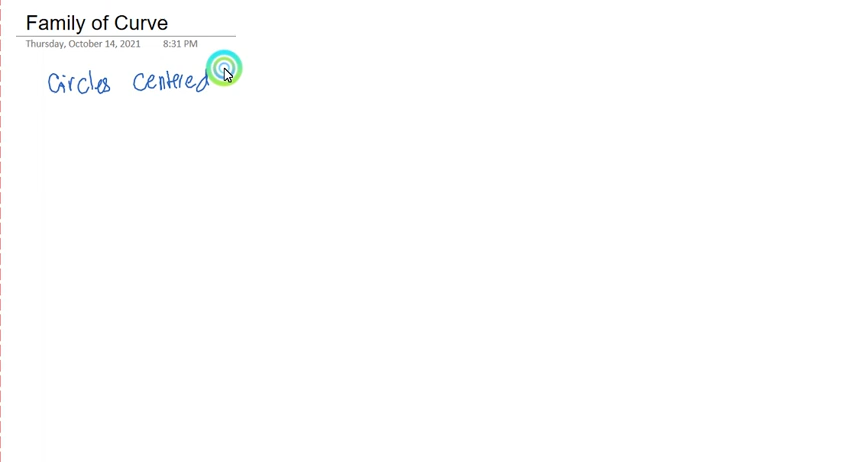 Family of Curve
Thursday, October 14, 2021 8:31 PM
Circles Centered